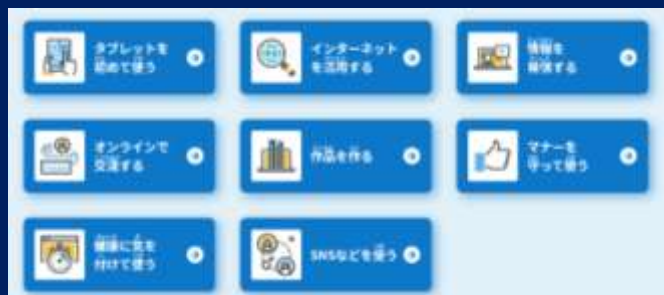 タブレットを
初めて使う
インターネット
を活用する
情報を
発信する
オンラインで
交流する
作品を作る
マナーを
守って使う
健康に気を
付けて使う
SNSなどを使う